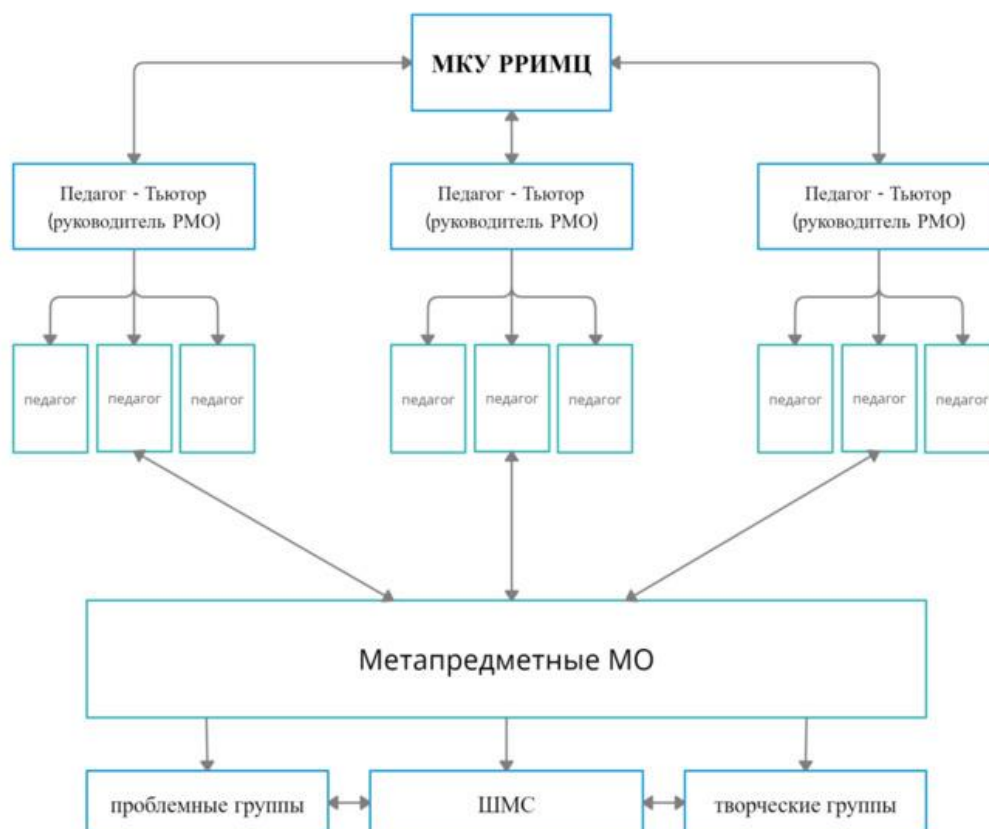 МКУ РРИМЦ
Педагог - Тьютор
(руководитель РМО)
Педагог - Тьютор
(руководитель РМО)
Педагог - Тьютор
(руководитель РМО)
педагог
педагог
педагог
педагог
педагог
педагог
педагог
педагог
педагог
Метапредметные МО
проблемные группы
ШМС
творческие группы